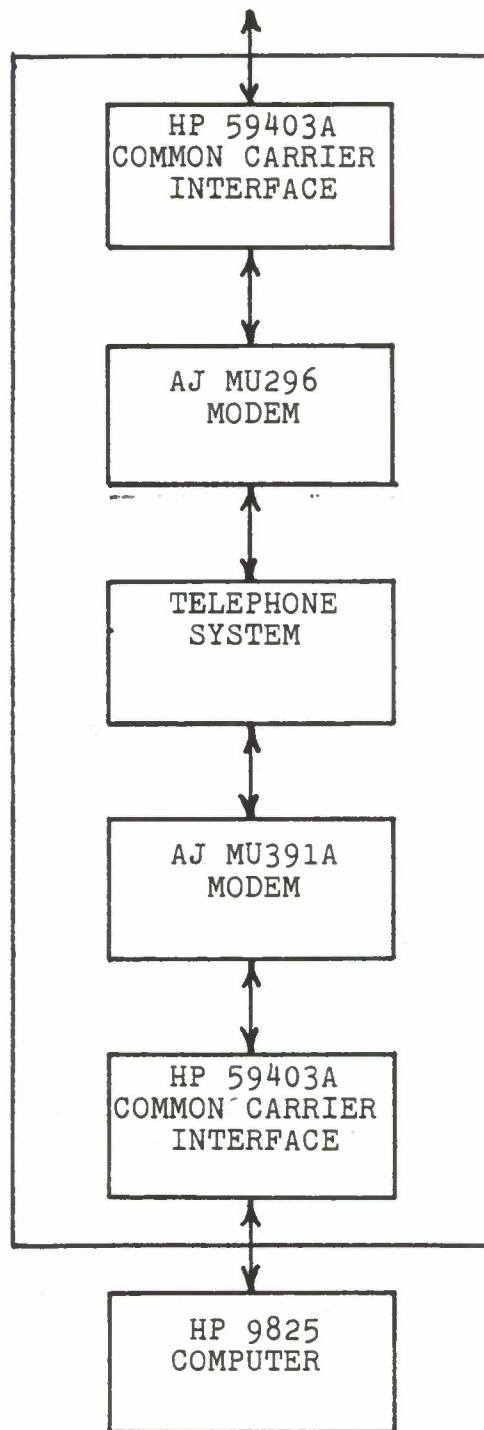 HP 59403A
COMMON CARRIER
INTERFACE
AJ MU296
MODEM
TELEPHONE
SYSTEM
AJ MU391A
MODEM
HP 59403A
COMMON CARRIER
INTERFACE
HP 9825
COMPUTER